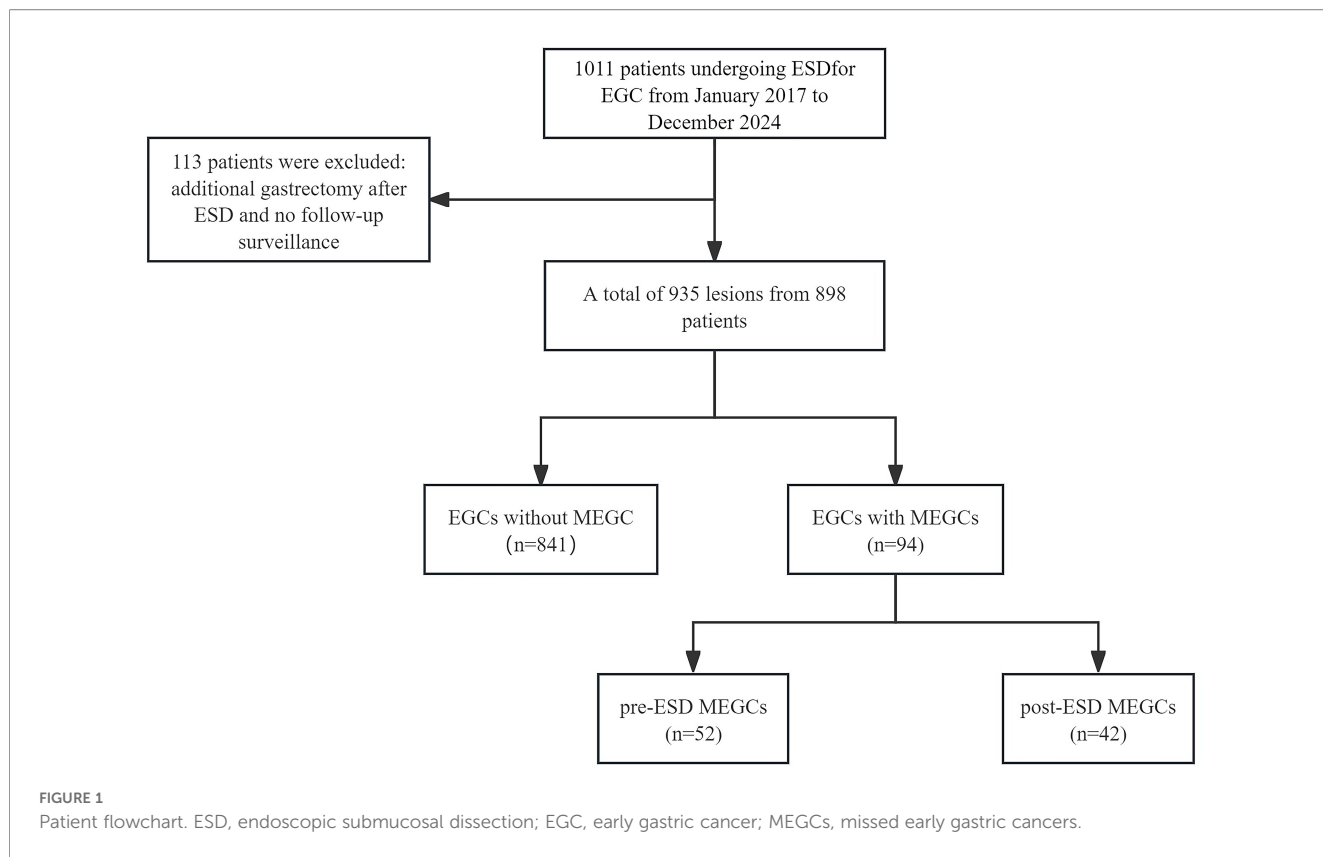 1011 patients undergoing ESDfor
EGC from January 2017 to
December 2024
113 patients were excluded:
additional gastrectomy after
ESD and no follow-up
surveillance
A total of 935 lesions from 898
patients
EGCs without MEGC
(n=841)
EGCs with MEGCs
(n=94)
pre-ESD MEGCs
(n=52)
post-ESD MEGCs
(n=42)
FIGURE 1
Patient flowchart. ESD, endoscopic submucosal dissection; EGC, early gastric cancer; MEGCs, missed early gastric cancers.